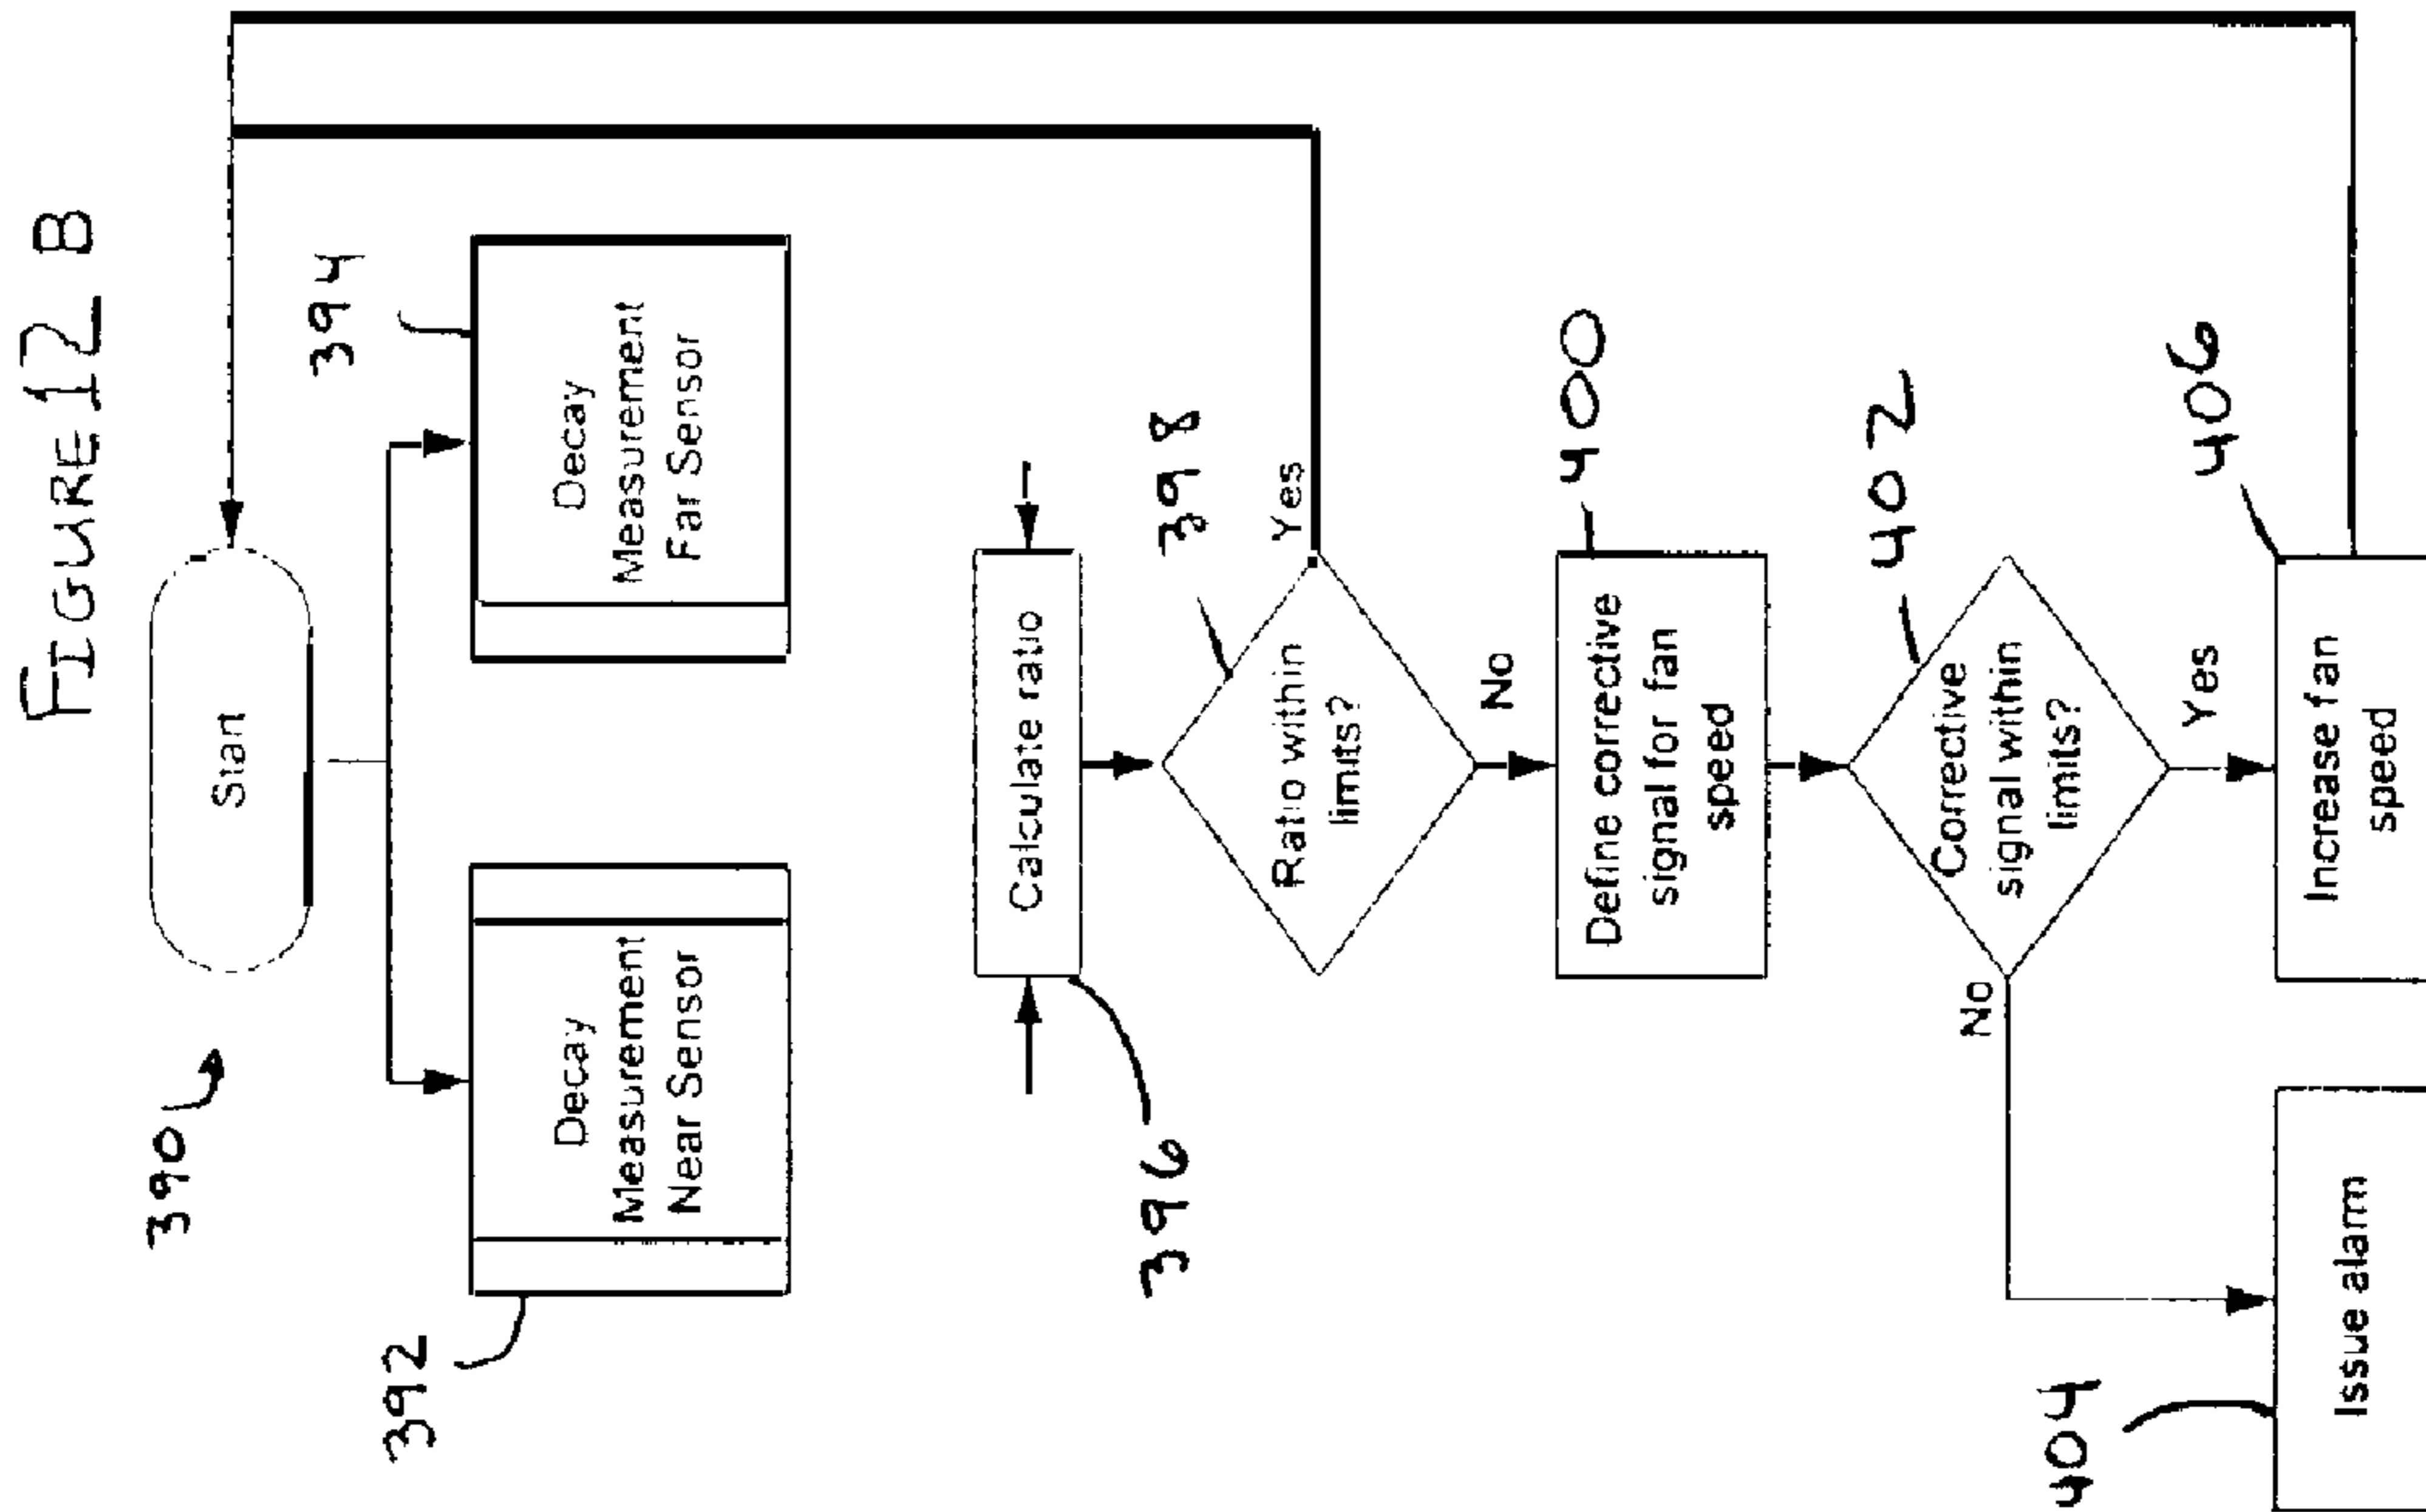 FIGURE 12 B
390
Start
392
394
Decay
Measurement
Near Sensor
Decay
Measurement
Far Sensor
Calculate ratio
396
398
Ratio within
limits?
Yes
No
400
Define corrective
signal for fan
speed
402
Corrective
signal within
limits?
No
Yes
404
406
Issue alarm
Increase fan
speed